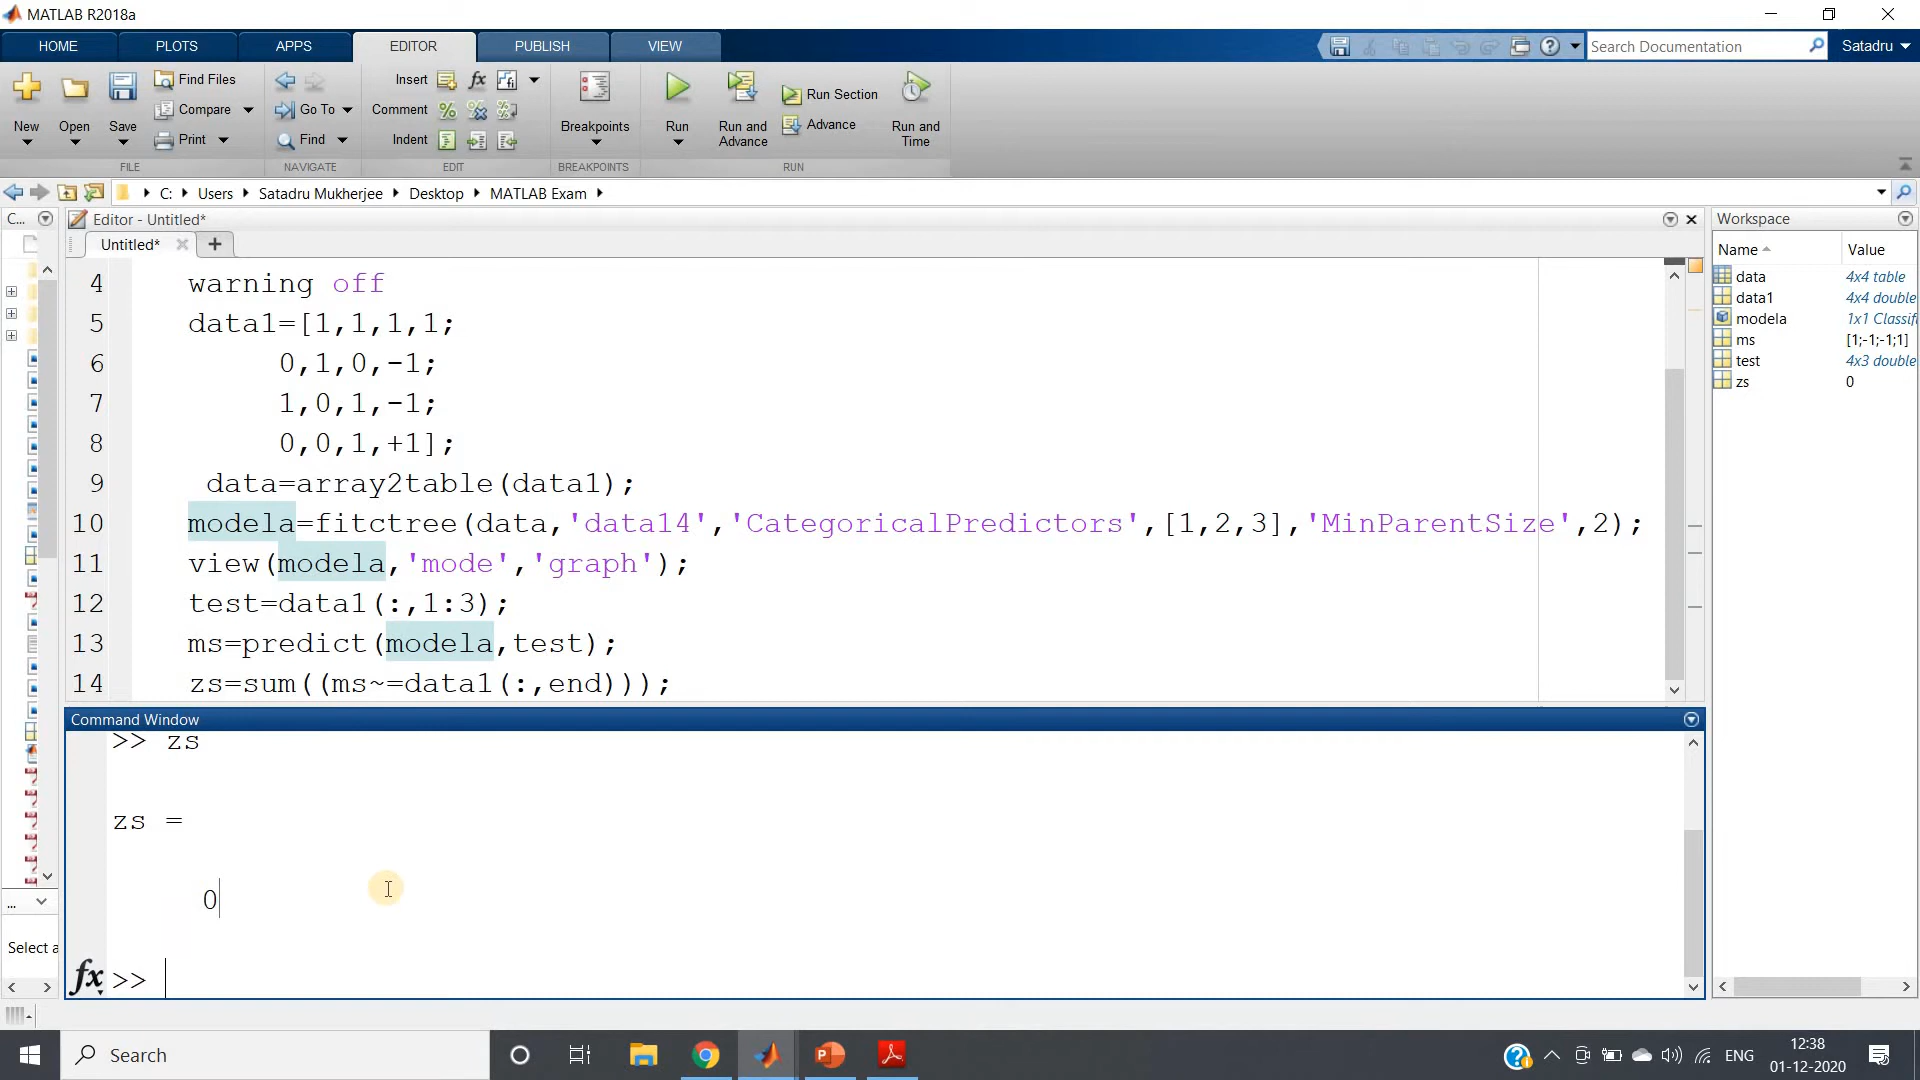 MATLAB R2018a
HOME PLOTS APPS EDITOR PUBLISH VIEW
Search Documentation Satadru
New Open Save
Find Files
Compare
Print
FILE
Go To
Find
NAVIGATE
Insert fx
Comment
Indent
EDIT
Breakpoints
BREAKPOINTS
Run
Run and Advance
Run Section
Advance
Run and Time
RUN
C: Users Satadru Mukherjee Desktop MATLAB Exam
C...
Editor - Untitled*
Untitled* +
4 warning off
5 data1=[1,1,1,1;
6 0,1,0,-1;
7 1,0,1,-1;
8 0,0,1,+1];
9 data=array2table(data1);
10 modela=fitctree(data,'data14','CategoricalPredictors',[1,2,3],'MinParentSize',2);
11 view(modela,'mode','graph');
12 test=data1(:,1:3);
13 ms=predict(modela,test);
14 zs=sum((ms~=data1(:,end)));
Command Window
>> zs
zs =
0
fx >>
Workspace
Name Value
data 4x4 table
data1 4x4 double
modela 1x1 Classifi
ms [1;-1;-1;1]
test 4x3 double
zs 0
...
Select a
Search
ENG
12:38
01-12-2020